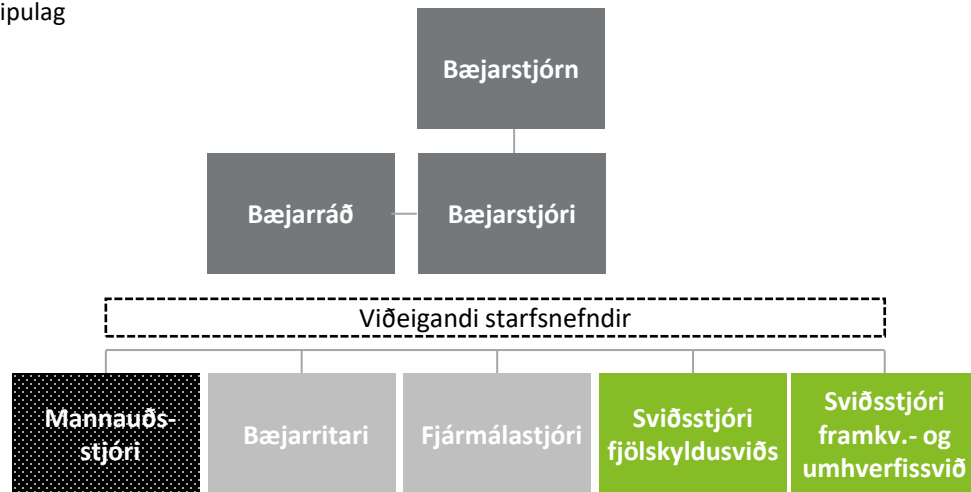 ipulag
Bæjarstjórn
Bæjarráð
Bæjarstjóri
Viðeigandi starfsnefndir
Mannauðs-
stjóri
Bæjarritari
Fjármálastjóri
Sviðsstjóri
fjölskyldusviðs
Sviðsstjóri
framkv.- og
umhverfissvið